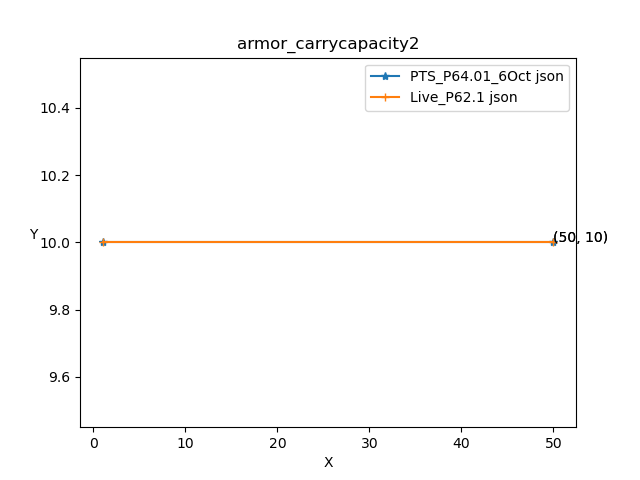 armor_carrycapacity2
PTS_P64.01_6Oct json
Live_P62.1 json
10.4
10.2
10.0
9.8
9.6
Y
(50, 10)
0 10 20 30 40 50
X